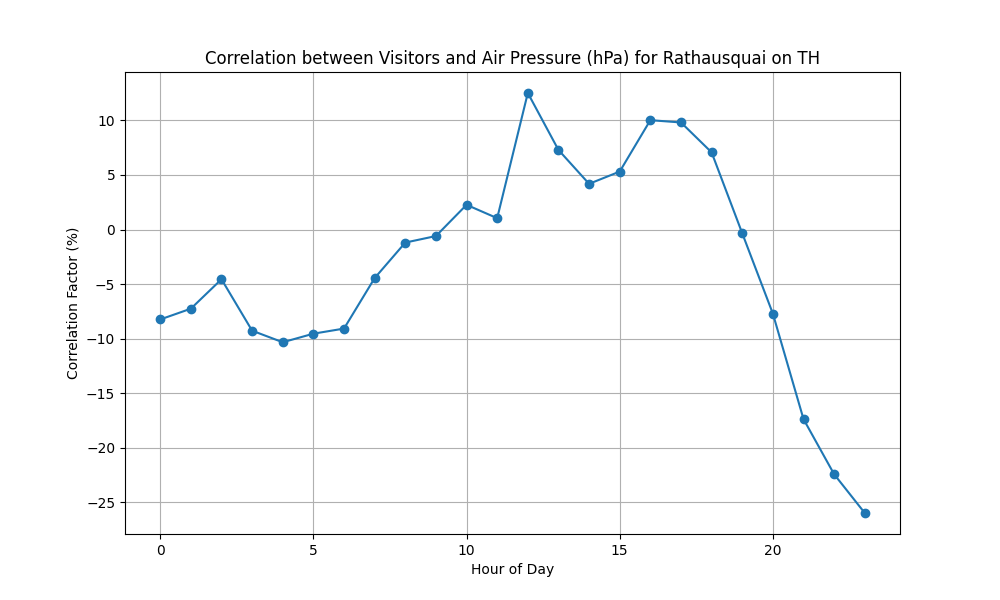 Correlation between Visitors and Air Pressure (hPa) for Rathausquai on TH
Correlation Factor (%)
10
5
0
−5
−10
−15
−20
−25
0 5 10 15 20
Hour of Day